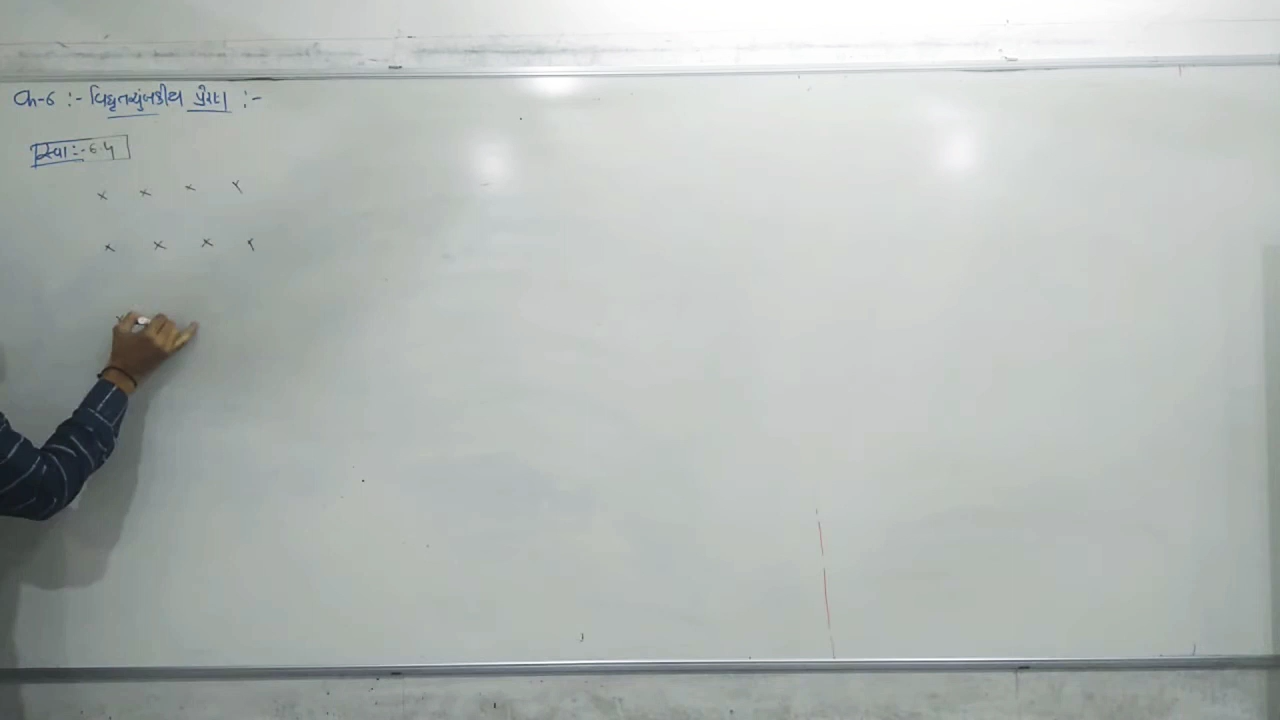 Ch-6 :- વિદ્યુતચુંબકીય પ્રેરણ :-
સ્વા :- 6.4
x x x x
x x x x